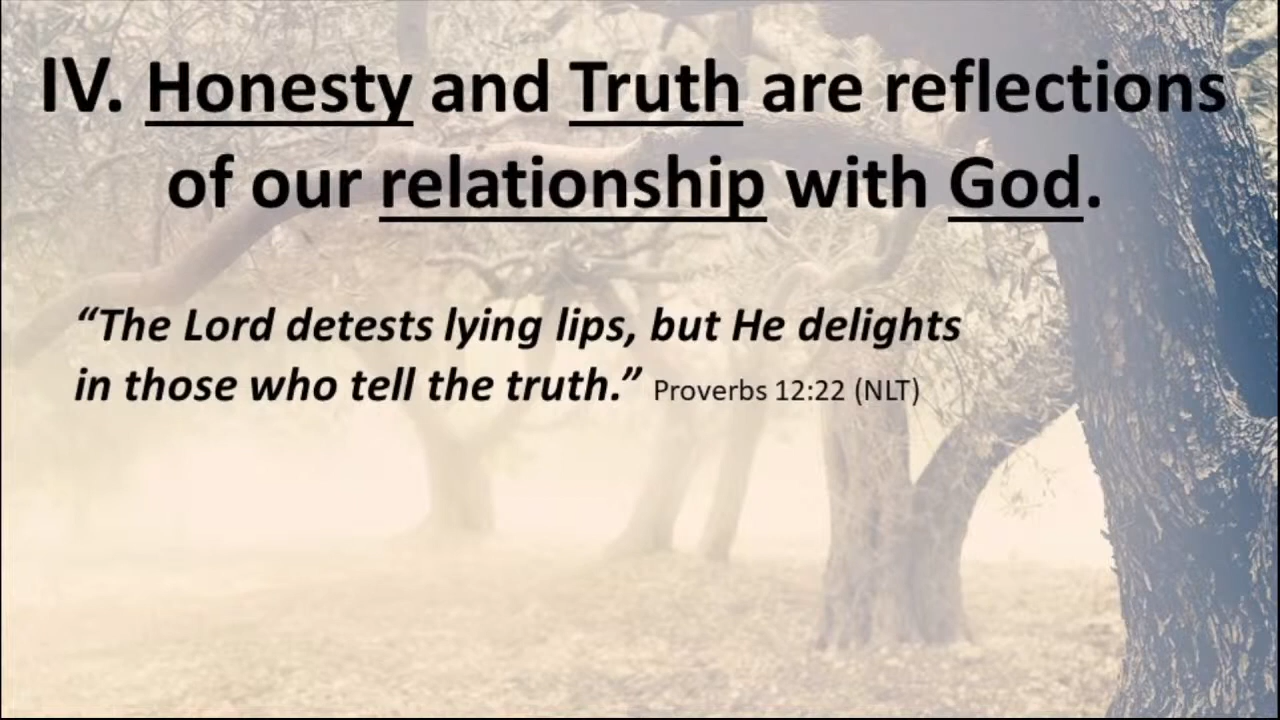 IV. Honesty and Truth are reflections
of our relationship with God.
“The Lord detests lying lips, but He delights
in those who tell the truth.” Proverbs 12:22 (NLT)